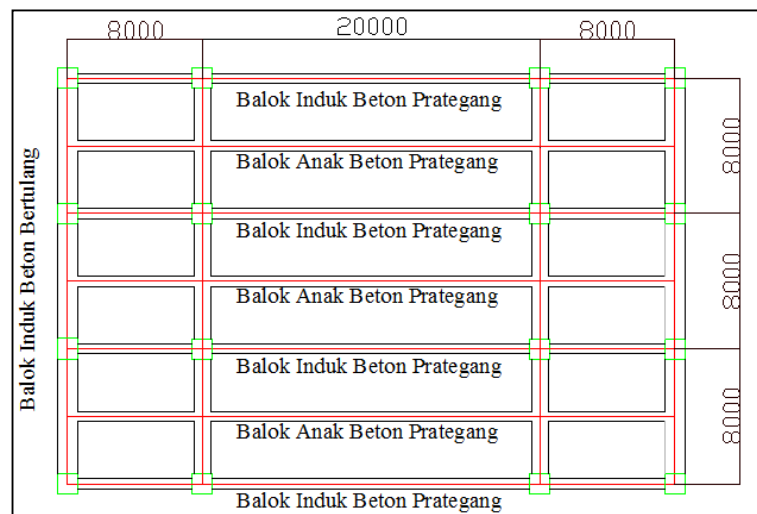 8000 20000 8000
Balok Induk Beton Prategang
Balok Anak Beton Prategang
Balok Induk Beton Prategang
Balok Anak Beton Prategang
Balok Induk Beton Prategang
Balok Anak Beton Prategang
Balok Induk Beton Prategang
Balok Induk Beton Bertulang
8000
8000
8000